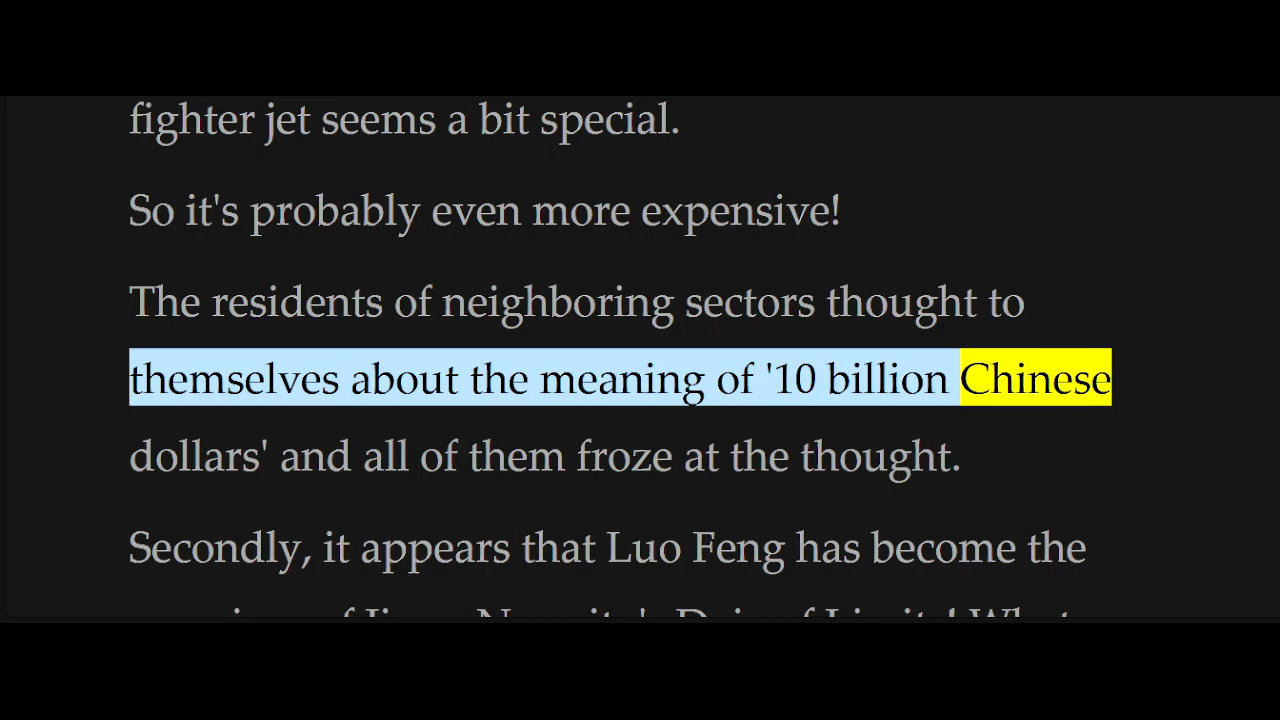 fighter jet seems a bit special.
So it's probably even more expensive!
The residents of neighboring sectors thought to
themselves about the meaning of '10 billion Chinese
dollars' and all of them froze at the thought.
Secondly, it appears that Luo Feng has become the